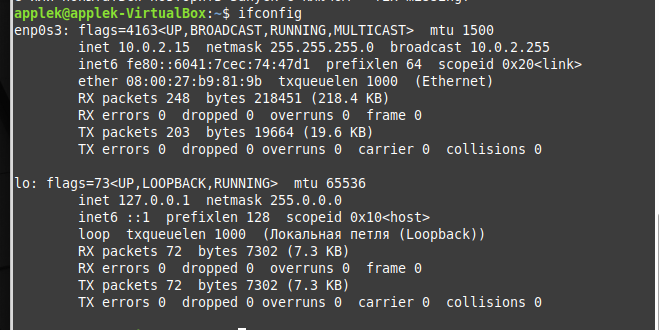 applek@applek-VirtualBox:~$ ifconfig
enp0s3: flags=4163<UP,BROADCAST,RUNNING,MULTICAST>  mtu 1500
        inet 10.0.2.15  netmask 255.255.255.0  broadcast 10.0.2.255
        inet6 fe80::6041:7cec:74:47d1  prefixlen 64  scopeid 0x20<link>
        ether 08:00:27:b9:81:9b  txqueuelen 1000  (Ethernet)
        RX packets 248  bytes 218451 (218.4 KB)
        RX errors 0  dropped 0  overruns 0  frame 0
        TX packets 203  bytes 19664 (19.6 KB)
        TX errors 0  dropped 0 overruns 0  carrier 0  collisions 0

lo: flags=73<UP,LOOPBACK,RUNNING>  mtu 65536
        inet 127.0.0.1  netmask 255.0.0.0
        inet6 ::1  prefixlen 128  scopeid 0x10<host>
        loop  txqueuelen 1000  (Локальная петля (Loopback))
        RX packets 72  bytes 7302 (7.3 KB)
        RX errors 0  dropped 0  overruns 0  frame 0
        TX packets 72  bytes 7302 (7.3 KB)
        TX errors 0  dropped 0 overruns 0  carrier 0  collisions 0